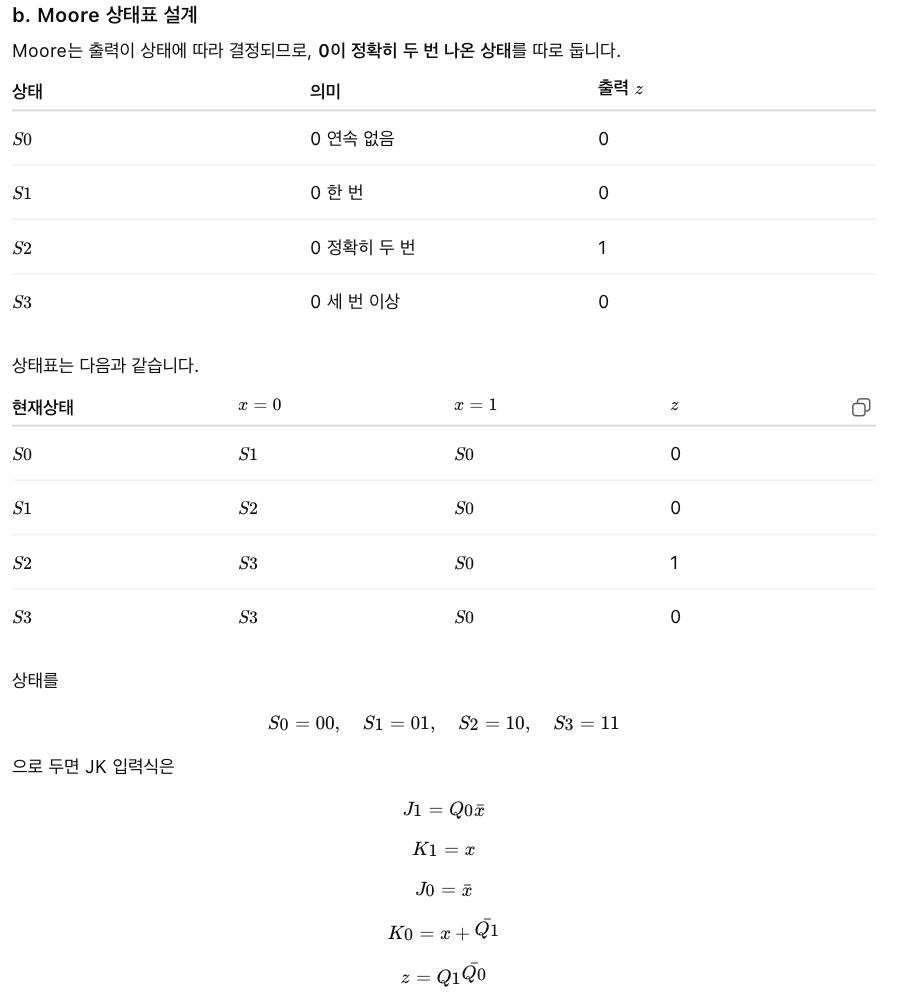 b. Moore 상태표 설계
Moore는 출력이 상태에 따라 결정되므로, 0이 정확히 두 번 나온 상태를 따로 둡니다.
상태 의미 출력 z
S0 0 연속 없음 0
S1 0 한 번 0
S2 0 정확히 두 번 1
S3 0 세 번 이상 0
상태표는 다음과 같습니다.
현재상태 x = 0 x = 1 z
S0 S1 S0 0
S1 S2 S0 0
S2 S3 S0 1
S3 S3 S0 0
상태를
S0 = 00, S1 = 01, S2 = 10, S3 = 11
으로 두면 JK 입력식은
J1 = Q0x̄
K1 = x
J0 = x̄
K0 = x + Q̄1
z = Q1Q̄0